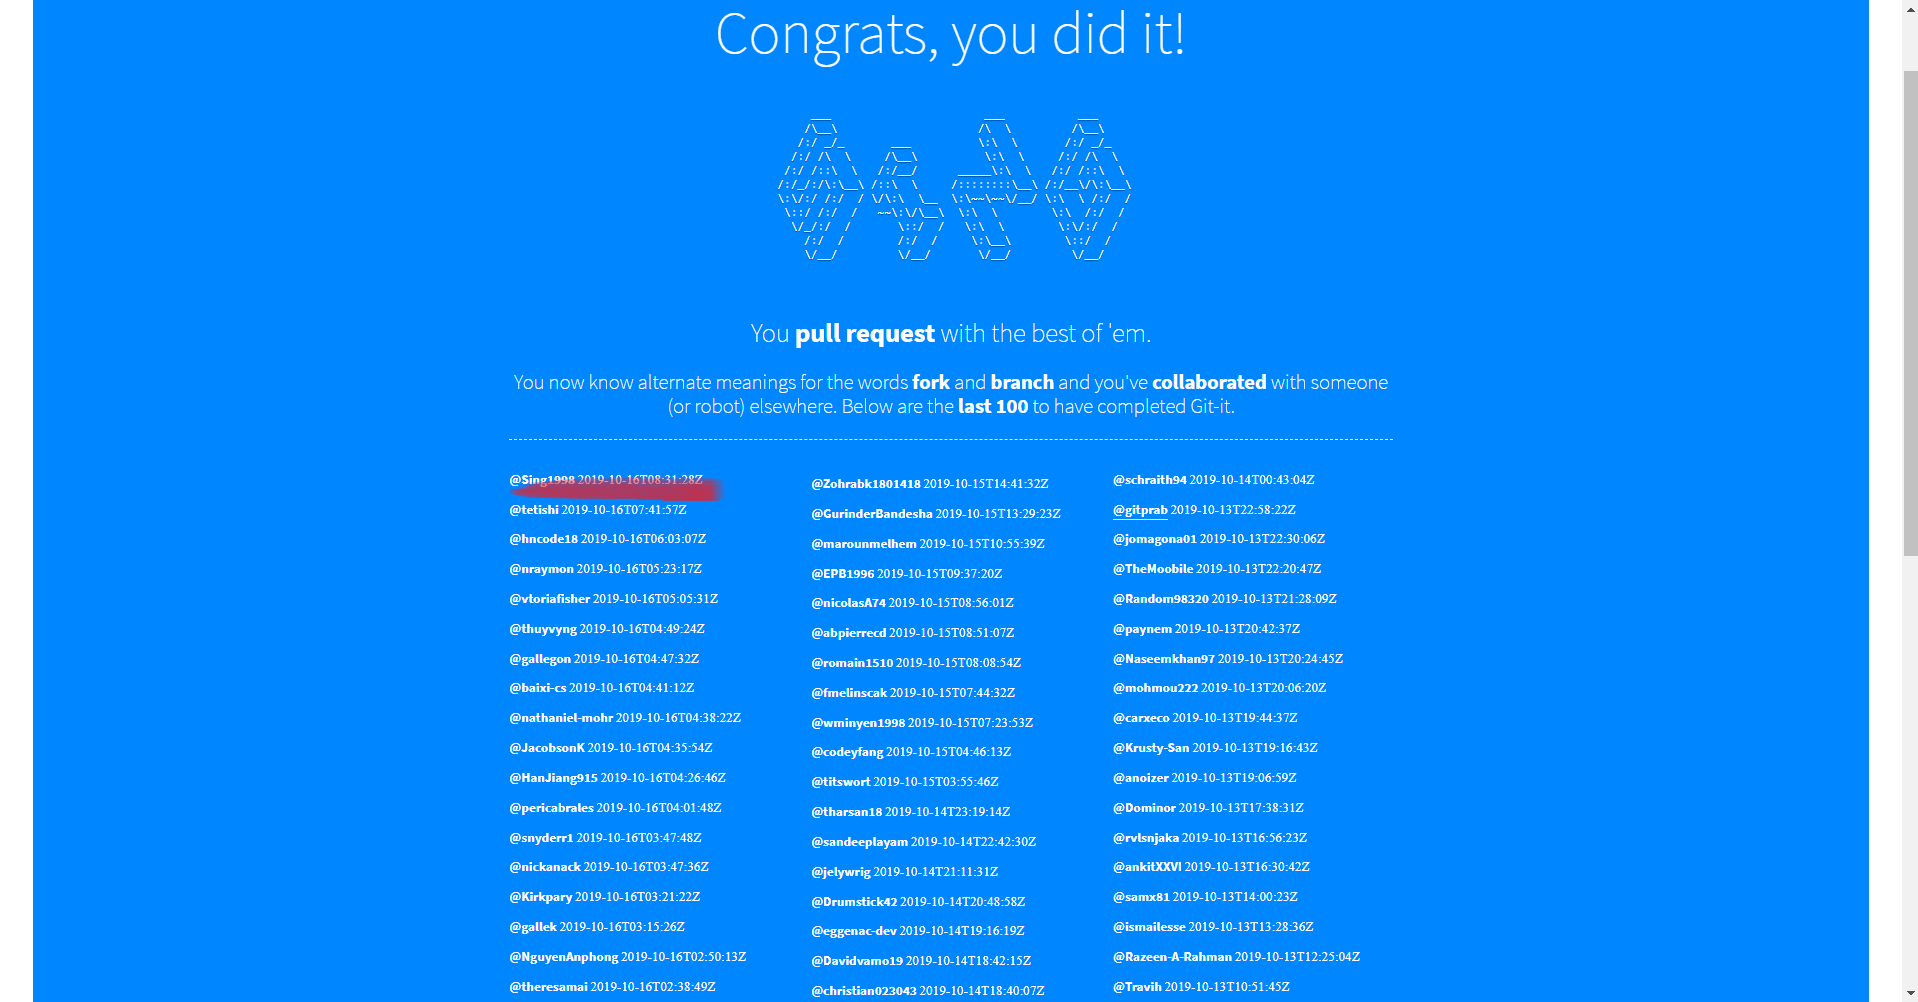 Congrats, you did it!
You pull request with the best of 'em.
You now know alternate meanings for the words fork and branch and you've collaborated with someone
(or robot) elsewhere. Below are the last 100 to have completed Git-it.
@Sing1998 2019-10-16T08:31:28Z
@tetishi 2019-10-16T07:41:57Z
@hncode18 2019-10-16T06:03:07Z
@nraymon 2019-10-16T05:23:17Z
@vtoriafisher 2019-10-16T05:05:31Z
@thuyvyng 2019-10-16T04:49:24Z
@gallegon 2019-10-16T04:47:32Z
@baixi-cs 2019-10-16T04:41:12Z
@nathaniel-mohr 2019-10-16T04:38:22Z
@JacobsonK 2019-10-16T04:35:54Z
@HanJiang915 2019-10-16T04:26:46Z
@pericabrales 2019-10-16T04:01:48Z
@snyderr1 2019-10-16T03:47:48Z
@nickanack 2019-10-16T03:47:36Z
@Kirkpary 2019-10-16T03:21:22Z
@gallek 2019-10-16T03:15:26Z
@NguyenAnphong 2019-10-16T02:50:13Z
@theresamai 2019-10-16T02:38:49Z
@Zohrabk1801418 2019-10-15T14:41:32Z
@GurinderBandesha 2019-10-15T13:29:23Z
@marounmelhem 2019-10-15T10:55:39Z
@EPB1996 2019-10-15T09:37:20Z
@nicolasA74 2019-10-15T08:56:01Z
@abpierrecd 2019-10-15T08:51:07Z
@romain1510 2019-10-15T08:08:54Z
@fmelinscak 2019-10-15T07:44:32Z
@wminyen1998 2019-10-15T07:23:53Z
@codeyfang 2019-10-15T04:46:13Z
@titswort 2019-10-15T03:55:46Z
@tharsan18 2019-10-14T23:19:14Z
@sandeeplayam 2019-10-14T22:42:30Z
@jelywrig 2019-10-14T21:11:31Z
@Drumstick42 2019-10-14T20:48:58Z
@eggenac-dev 2019-10-14T19:16:19Z
@Davidvamo19 2019-10-14T18:42:15Z
@christian023043 2019-10-14T18:40:07Z
@schraith94 2019-10-14T00:43:04Z
@gitprab 2019-10-13T22:58:22Z
@jomagona01 2019-10-13T22:30:06Z
@TheMoobile 2019-10-13T22:20:47Z
@Random98320 2019-10-13T21:28:09Z
@paynem 2019-10-13T20:42:37Z
@Naseemkhan97 2019-10-13T20:24:45Z
@mohmou222 2019-10-13T20:06:20Z
@carxeco 2019-10-13T19:44:37Z
@Krusty-San 2019-10-13T19:16:43Z
@anoizer 2019-10-13T19:06:59Z
@Dominor 2019-10-13T17:38:31Z
@rvlsnjaka 2019-10-13T16:56:23Z
@ankitXXVI 2019-10-13T16:30:42Z
@samx81 2019-10-13T14:00:23Z
@ismailesse 2019-10-13T13:28:36Z
@Razeen-A-Rahman 2019-10-13T12:25:04Z
@Travih 2019-10-13T10:51:45Z